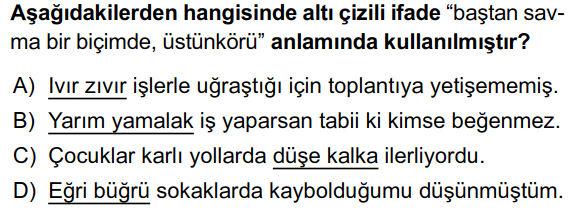 Aşağıdakilerden hangisinde altı çizili ifade “baştan sav-
ma bir biçimde, üstünkörü” anlamında kullanılmıştır?
A) Ivır zıvır işlerle uğraştığı için toplantıya yetişememiş.
B) Yarım yamalak iş yaparsan tabii ki kimse beğenmez.
C) Çocuklar karlı yollarda düşe kalka ilerliyordu.
D) Eğri büğrü sokaklarda kaybolduğumu düşünmüştüm.